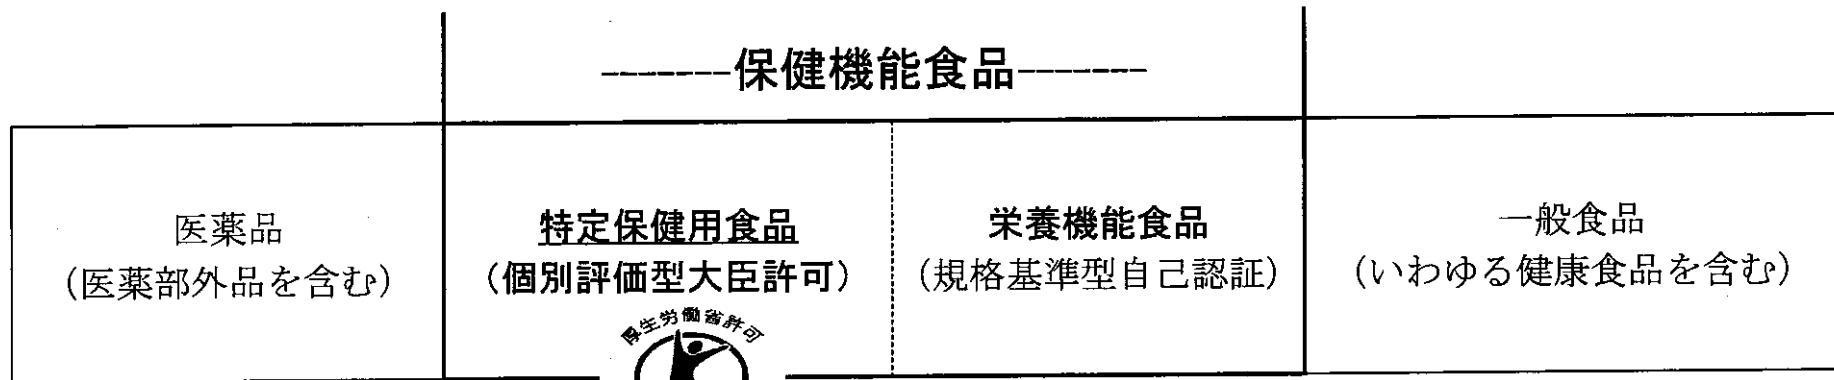 -------保健機能食品-------
医薬品
(医薬部外品を含む)
特定保健用食品
(個別評価型大臣許可)
厚生労働省許可
栄養機能食品
(規格基準型自己認証)
一般食品
(いわゆる健康食品を含む)